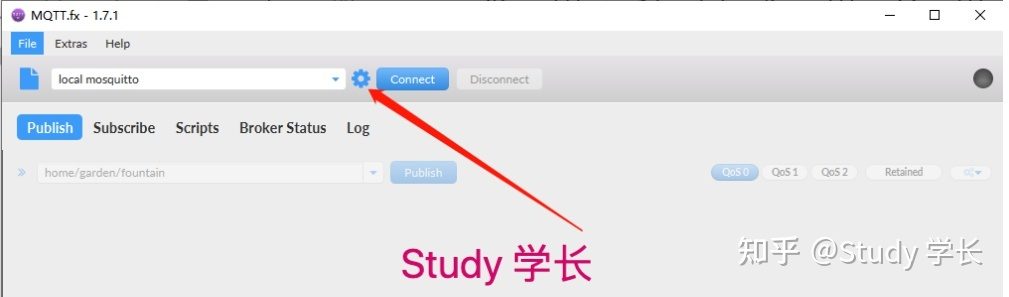 MQTT.fx - 1.7.1
File Extras Help
local mosquitto Connect Disconnect
Publish Subscribe Scripts Broker Status Log
home/garden/fountain Publish QoS 0 QoS 1 QoS 2 Retained
Study 学长
知乎 @Study 学长